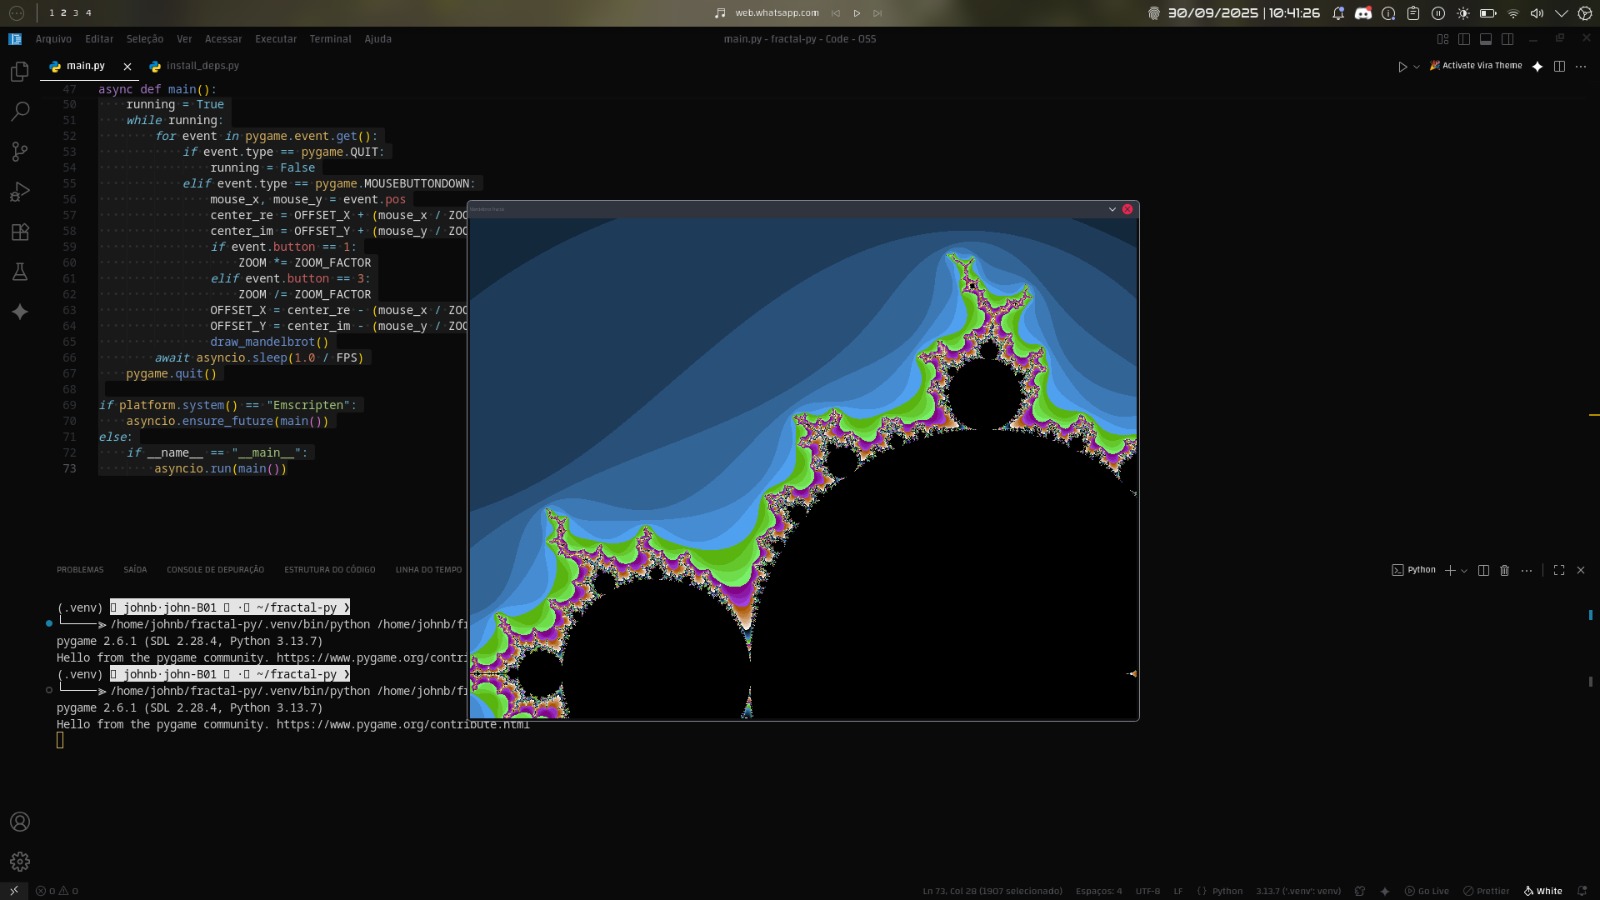 1 2 3 4
web.whatsapp.com
30/09/2025 | 10:41:26
Arquivo Editar Seleção Ver Acessar Executar Terminal Ajuda
main.py - fractal-py - Code - OSS
main.py
install_deps.py
Activate Vira Theme
47 async def main():
50 running = True
51 while running:
52 for event in pygame.event.get():
53 if event.type == pygame.QUIT:
54 running = False
55 elif event.type == pygame.MOUSEBUTTONDOWN:
56 mouse_x, mouse_y = event.pos
57 center_re = OFFSET_X + (mouse_x / ZOO
58 center_im = OFFSET_Y + (mouse_y / ZOO
59 if event.button == 1:
60 ZOOM *= ZOOM_FACTOR
61 elif event.button == 3:
62 ZOOM /= ZOOM_FACTOR
63 OFFSET_X = center_re - (mouse_x / ZOO
64 OFFSET_Y = center_im - (mouse_y / ZOO
65 draw_mandelbrot()
66 await asyncio.sleep(1.0 / FPS)
67 pygame.quit()
68
69 if platform.system() == "Emscripten":
70 asyncio.ensure_future(main())
71 else:
72 if __name__ == "__main__":
73 asyncio.run(main())
PROBLEMAS SAÍDA CONSOLE DE DEPURAÇÃO ESTRUTURA DO CÓDIGO LINHA DO TEMPO
Python
(.venv) johnb·john-B01 · ~/fractal-py ❯
/home/johnb/fractal-py/.venv/bin/python /home/johnb/fr
pygame 2.6.1 (SDL 2.28.4, Python 3.13.7)
Hello from the pygame community. https://www.pygame.org/contri
(.venv) johnb·john-B01 · ~/fractal-py ❯
/home/johnb/fractal-py/.venv/bin/python /home/johnb/fr
pygame 2.6.1 (SDL 2.28.4, Python 3.13.7)
Hello from the pygame community. https://www.pygame.org/contribute.html
0 0
Ln 73, Col 28 (1907 selecionado) Espaços: 4 UTF-8 LF {} Python 3.13.7 ('.venv': venv) Go Live Prettier White